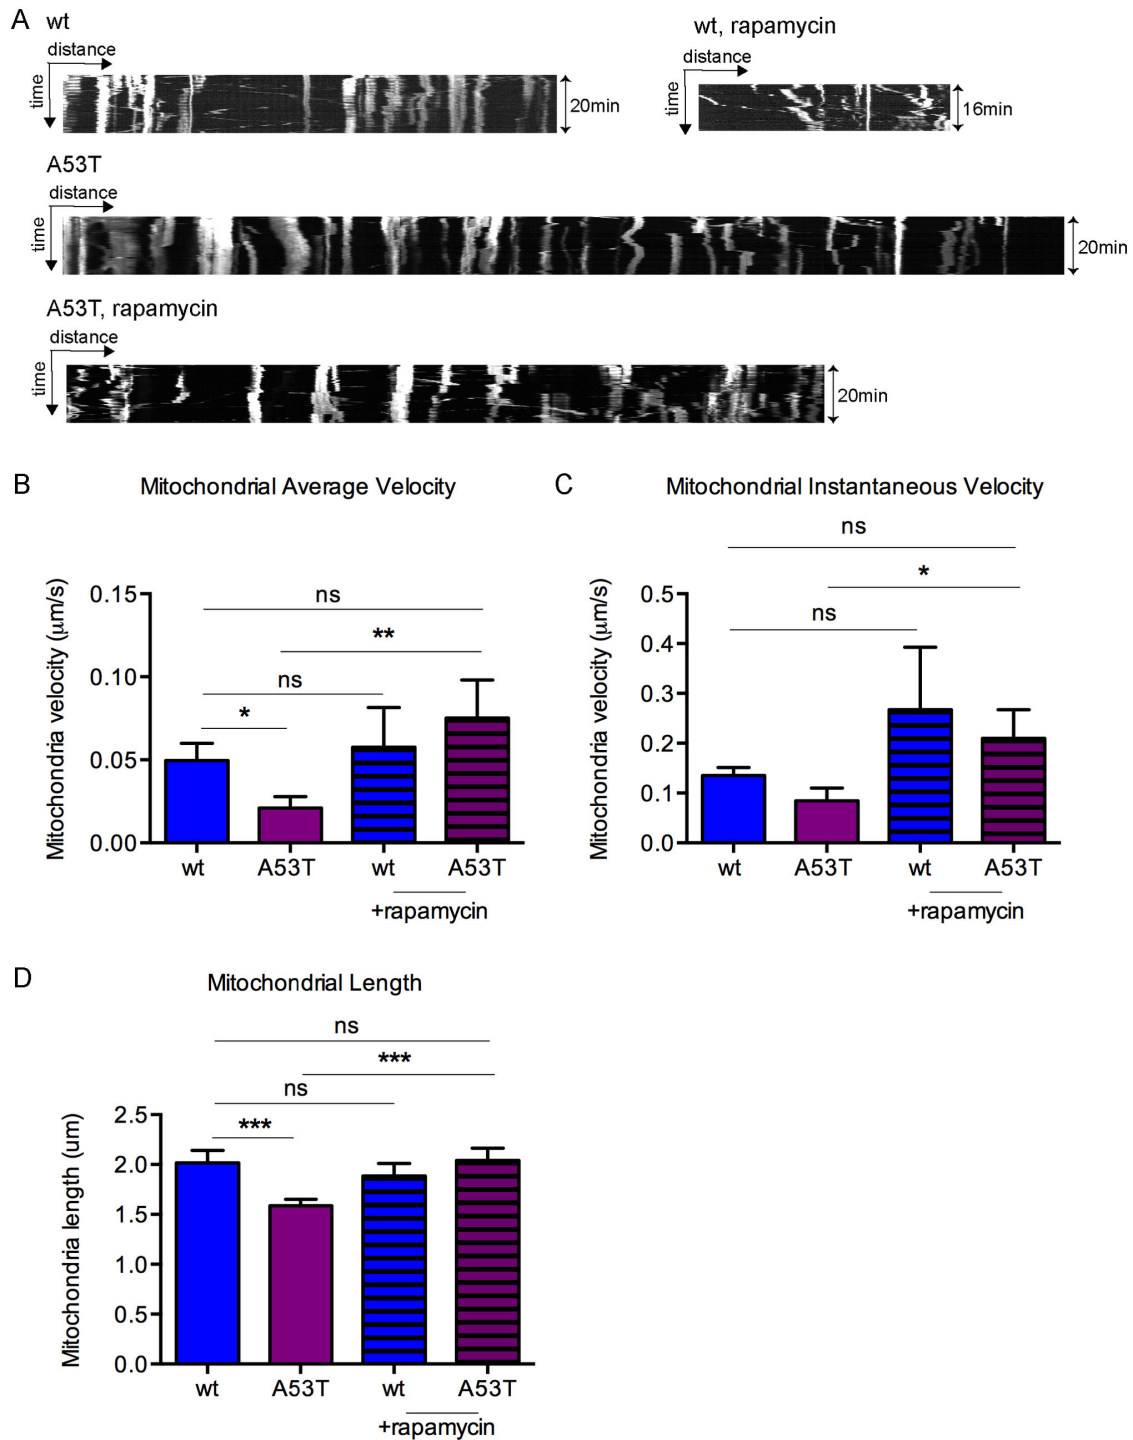 A
wt
distance
time
20min
wt, rapamycin
distance
time
16min
A53T
distance
time
20min
A53T, rapamycin
distance
time
20min
B
Mitochondrial Average Velocity
Mitochondria velocity (μm/s)
0.15
0.10
0.05
0.00
ns
**
ns
*
wt
A53T
wt
A53T
+rapamycin
C
Mitochondrial Instantaneous Velocity
Mitochondria velocity (μm/s)
0.5
0.4
0.3
0.2
0.1
0.0
ns
*
ns
wt
A53T
wt
A53T
+rapamycin
D
Mitochondrial Length
Mitochondria length (um)
2.5
2.0
1.5
1.0
0.5
0.0
ns
***
ns
***
wt
A53T
wt
A53T
+rapamycin